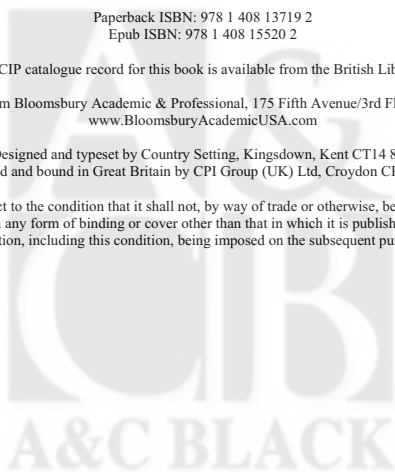 Paperback ISBN: 978 1 408 13719 2
Epub ISBN: 978 1 408 15520 2
CIP catalogue record for this book is available from the British Lib
m Bloomsbury Academic & Professional, 175 Fifth Avenue/3rd Fl
www.BloomsburyAcademicUSA.com
esigned and typeset by Country Setting, Kingsdown, Kent CT14 8
d and bound in Great Britain by CPI Group (UK) Ltd, Croydon CR
ct to the condition that it shall not, by way of trade or otherwise, be
any form of binding or cover other than that in which it is publish
tion, including this condition, being imposed on the subsequent pu
A&C BLACK